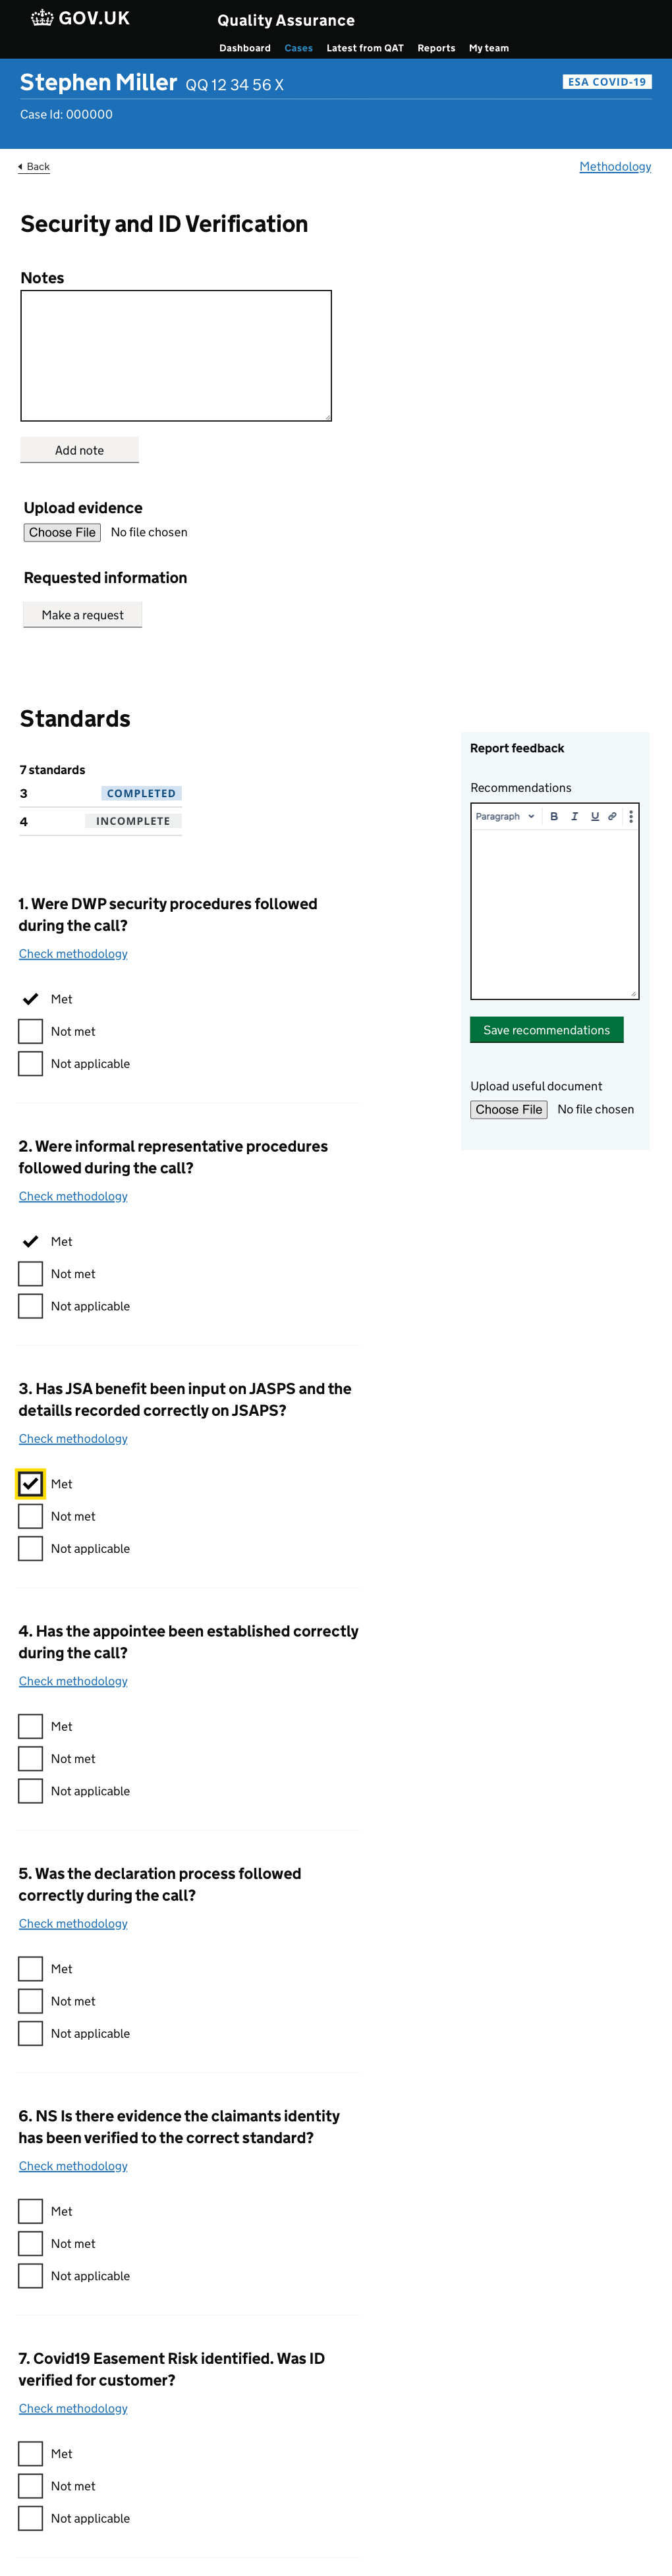 GOV.UK
Quality Assurance
Dashboard Cases Latest from QAT Reports My team
Stephen Miller QQ 12 34 56 X
ESA COVID-19
Case Id: 000000
Back
Methodology
Security and ID Verification
Notes
Add note
Upload evidence
Choose File No file chosen
Requested information
Make a request
Standards
7 standards
3 COMPLETED
4 INCOMPLETE
Report feedback
Recommendations
Paragraph B I U
Save recommendations
Upload useful document
Choose File No file chosen
1. Were DWP security procedures followed
during the call?
Check methodology
Met
Not met
Not applicable
2. Were informal representative procedures
followed during the call?
Check methodology
Met
Not met
Not applicable
3. Has JSA benefit been input on JASPS and the
detaills recorded correctly on JSAPS?
Check methodology
Met
Not met
Not applicable
4. Has the appointee been established correctly
during the call?
Check methodology
Met
Not met
Not applicable
5. Was the declaration process followed
correctly during the call?
Check methodology
Met
Not met
Not applicable
6. NS Is there evidence the claimants identity
has been verified to the correct standard?
Check methodology
Met
Not met
Not applicable
7. Covid19 Easement Risk identified. Was ID
verified for customer?
Check methodology
Met
Not met
Not applicable